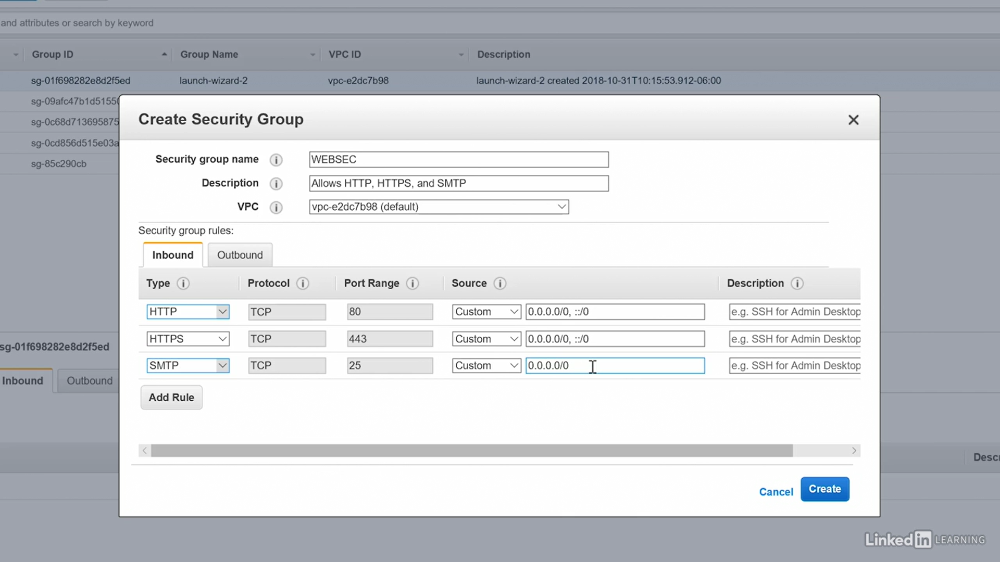 and attributes or search by keyword
Group ID Group Name VPC ID Description
sg-01f698282e8d2f5ed launch-wizard-2 vpc-e2dc7b98 launch-wizard-2 created 2018-10-31T10:15:53.912-06:00
sg-09afc47b1d5155
sg-0c68d713695875
sg-0cd856d515e03a
sg-85c290cb
Create Security Group
Security group name i WEBSEC
Description i Allows HTTP, HTTPS, and SMTP
VPC i vpc-e2dc7b98 (default)
Security group rules:
Inbound Outbound
Type i Protocol i Port Range i Source i Description i
HTTP TCP 80 Custom 0.0.0.0/0, ::/0 e.g. SSH for Admin Desktop
HTTPS TCP 443 Custom 0.0.0.0/0, ::/0 e.g. SSH for Admin Desktop
SMTP TCP 25 Custom 0.0.0.0/0 e.g. SSH for Admin Desktop
Add Rule
sg-01f698282e8d2f5ed
Inbound Outbound
Descr
Cancel Create
Linked in LEARNING